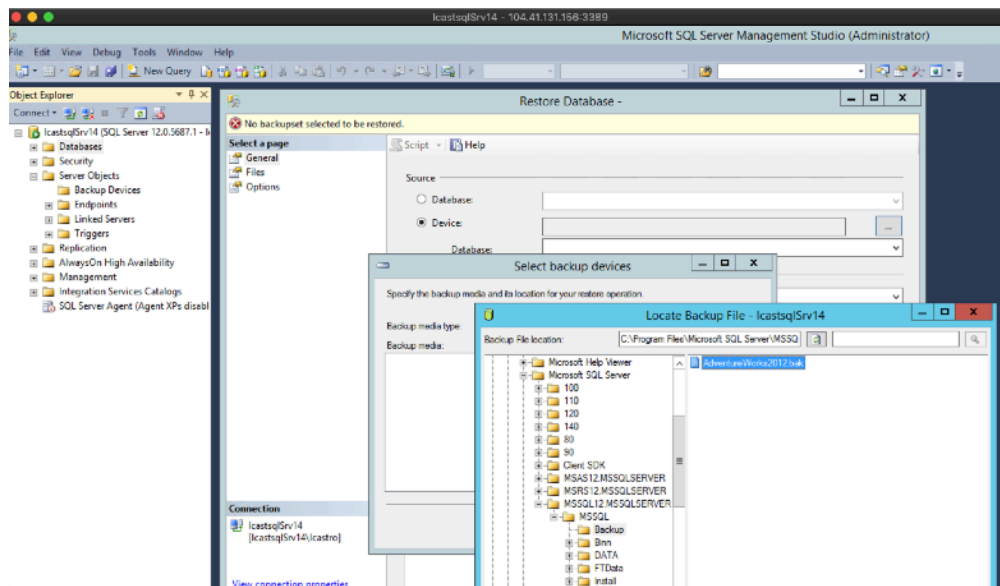 lcastsqlSrv14 - 104.41.131.156:3389
Microsoft SQL Server Management Studio (Administrator)
File Edit View Debug Tools Window Help
New Query
Object Explorer
Connect
lcastsqlSrv14 (SQL Server 12.0.5687.1 - l
Databases
Security
Server Objects
Backup Devices
Endpoints
Linked Servers
Triggers
Replication
AlwaysOn High Availability
Management
Integration Services Catalogs
SQL Server Agent (Agent XPs disabl
Restore Database -
No backupset selected to be restored.
Select a page
General
Files
Options
Script Help
Source
Database:
Device:
...
Database:
Connection
lcastsqlSrv14
[lcastsqlSrv14\lcastro]
View connection properties
Select backup devices
Specify the backup media and its location for your restore operation.
Backup media type:
Backup media:
Locate Backup File - lcastsqlSrv14
Backup File location: C:\Program Files\Microsoft SQL Server\MSSQ
Microsoft Help Viewer
Microsoft SQL Server
100
110
120
140
80
90
Client SDK
MSAS12.MSSQLSERVER
MSRS12.MSSQLSERVER
MSSQL12.MSSQLSERVER
MSSQL
Backup
Binn
DATA
FTData
Install
AdventureWorks2012.bak